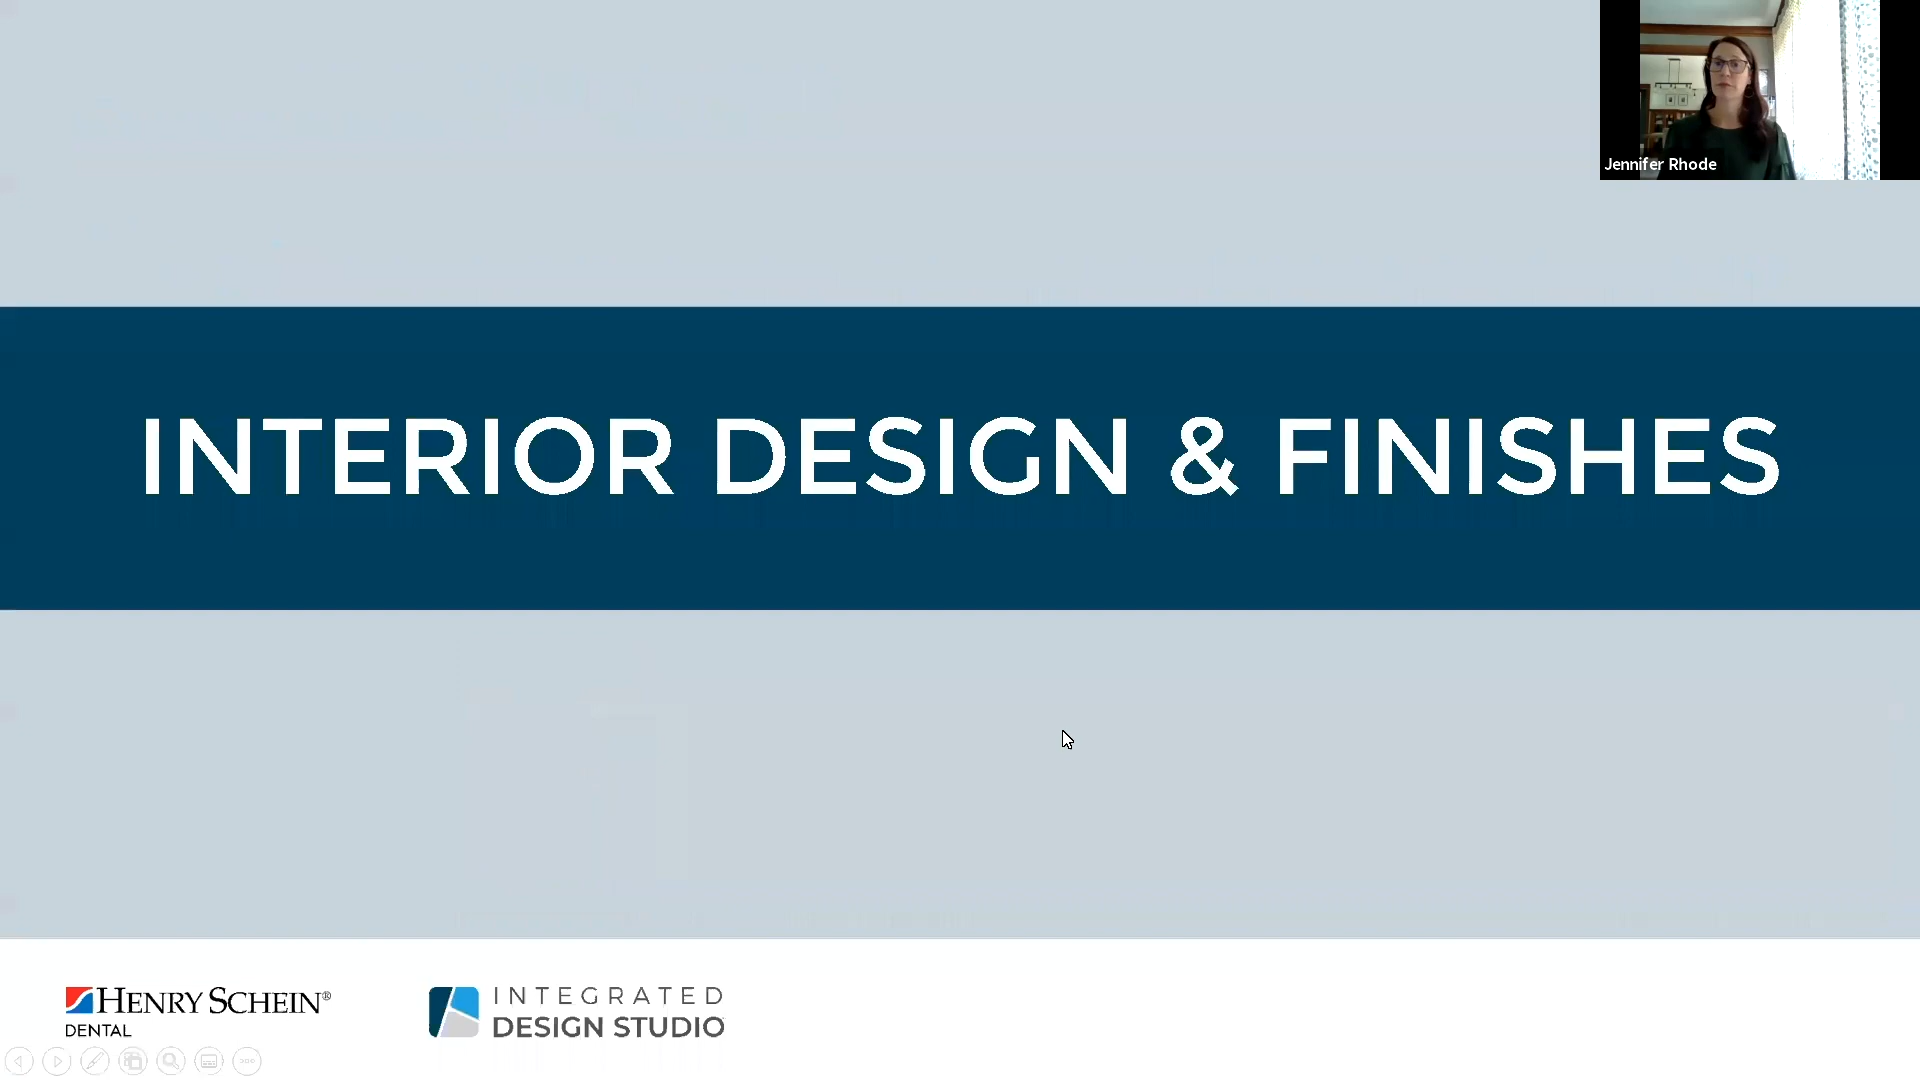 Jennifer Rhode
INTERIOR DESIGN & FINISHES
HENRY SCHEIN®
DENTAL
INTEGRATED
DESIGN STUDIO